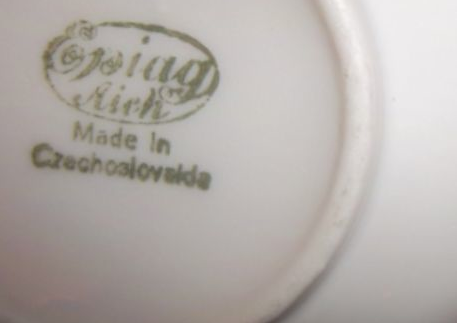 Epiag
Aich
Made In
Czechoslovakia